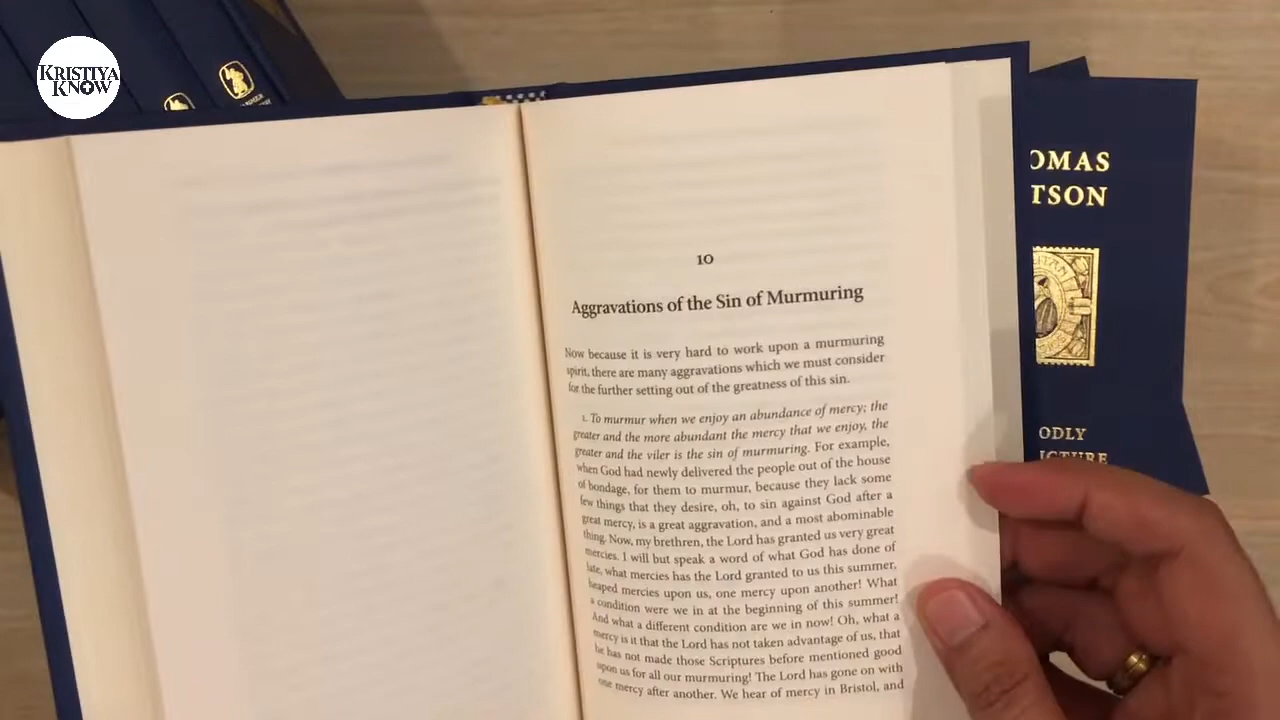 KRISTIYA
KNOW
10
Aggravations of the Sin of Murmuring
Now because it is very hard to work upon a murmuring
spirit, there are many aggravations which we must consider
for the further setting out of the greatness of this sin.
1. To murmur when we enjoy an abundance of mercy; the
greater and the more abundant the mercy that we enjoy, the
greater and the viler is the sin of murmuring. For example,
when God had newly delivered the people out of the house
of bondage, for them to murmur, because they lack some
few things that they desire, oh, to sin against God after a
great mercy, is a great aggravation, and a most abominable
thing. Now, my brethren, the Lord has granted us very great
mercies. I will but speak a word of what God has done of
late, what mercies has the Lord granted to us this summer,
heaped mercies upon us, one mercy upon another! What
a condition were we in at the beginning of this summer!
And what a different condition are we in now! Oh, what a
mercy is it that the Lord has not taken advantage of us, that
he has not made those Scriptures before mentioned good
upon us for all our murmuring! The Lord has gone on with
one mercy after another. We hear of mercy in Bristol, and
OMAS
TSON
ODLY
ICTURE